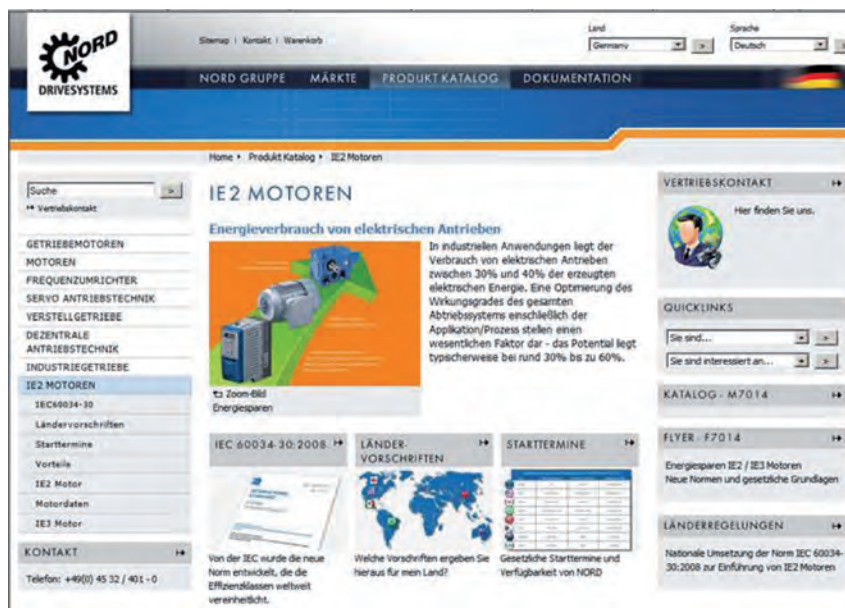 NORD
DRIVESYSTEMS
Sitemap | Kontakt | Warenkorb
Land
Germany
Sprache
Deutsch
NORD GRUPPE MÄRKTE PRODUKT KATALOG DOKUMENTATION
Home Produkt Katalog IE2 Motoren
Suche
Vertriebskontakt
GETRIEBEMOTOREN
MOTOREN
FREQUENZUMRICHTER
SERVO ANTRIEBSTECHNIK
VERSTELLGETRIEBE
DEZENTRALE
ANTRIEBSTECHNIK
INDUSTRIEGETRIEBE
IE2 MOTOREN
IEC60034-30
Ländervorschriften
Starttermine
Vorteile
IE2 Motor
Motordaten
IE3 Motor
KONTAKT
Telefon: +49(0) 45 32 / 401 - 0
IE2 MOTOREN
Energieverbrauch von elektrischen Antrieben
In industriellen Anwendungen liegt der
Verbrauch von elektrischen Antrieben
zwischen 30% und 40% der erzeugten
elektrischen Energie. Eine Optimierung des
Wirkungsgrades des gesamten
Abtriebssystems einschließlich der
Applikation/Prozess stellen einen
wesentlichen Faktor dar - das Potential liegt
typischerweise bei rund 30% bis zu 60%.
Zoom-Bild
Energiesparen
IEC 60034-30:2008
Von der IEC wurde die neue
Norm entwickelt, die die
Effizienzklassen weltweit
vereinheitlicht.
LÄNDER-
VORSCHRIFTEN
Welche Vorschriften ergeben Sie
hieraus für mein Land?
STARTTERMINE
Gesetzliche Starttermine und
Verfügbarkeit von NORD
VERTRIEBSKONTAKT
Hier finden Sie uns.
QUICKLINKS
Sie sind...
Sie sind interessiert an...
KATALOG - M7014
FLYER - F7014
Energiesparen IE2 / IE3 Motoren
Neue Normen und gesetzliche Grundlagen
LÄNDERREGELUNGEN
Nationale Umsetzung der Norm IEC 60034-
30:2008 zur Einführung von IE2 Motoren